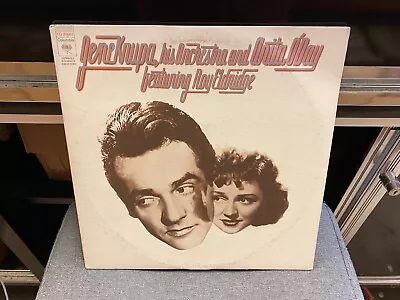 Gene Krupa, his Orchestra and Anita O'Day
featuring Roy Eldridge